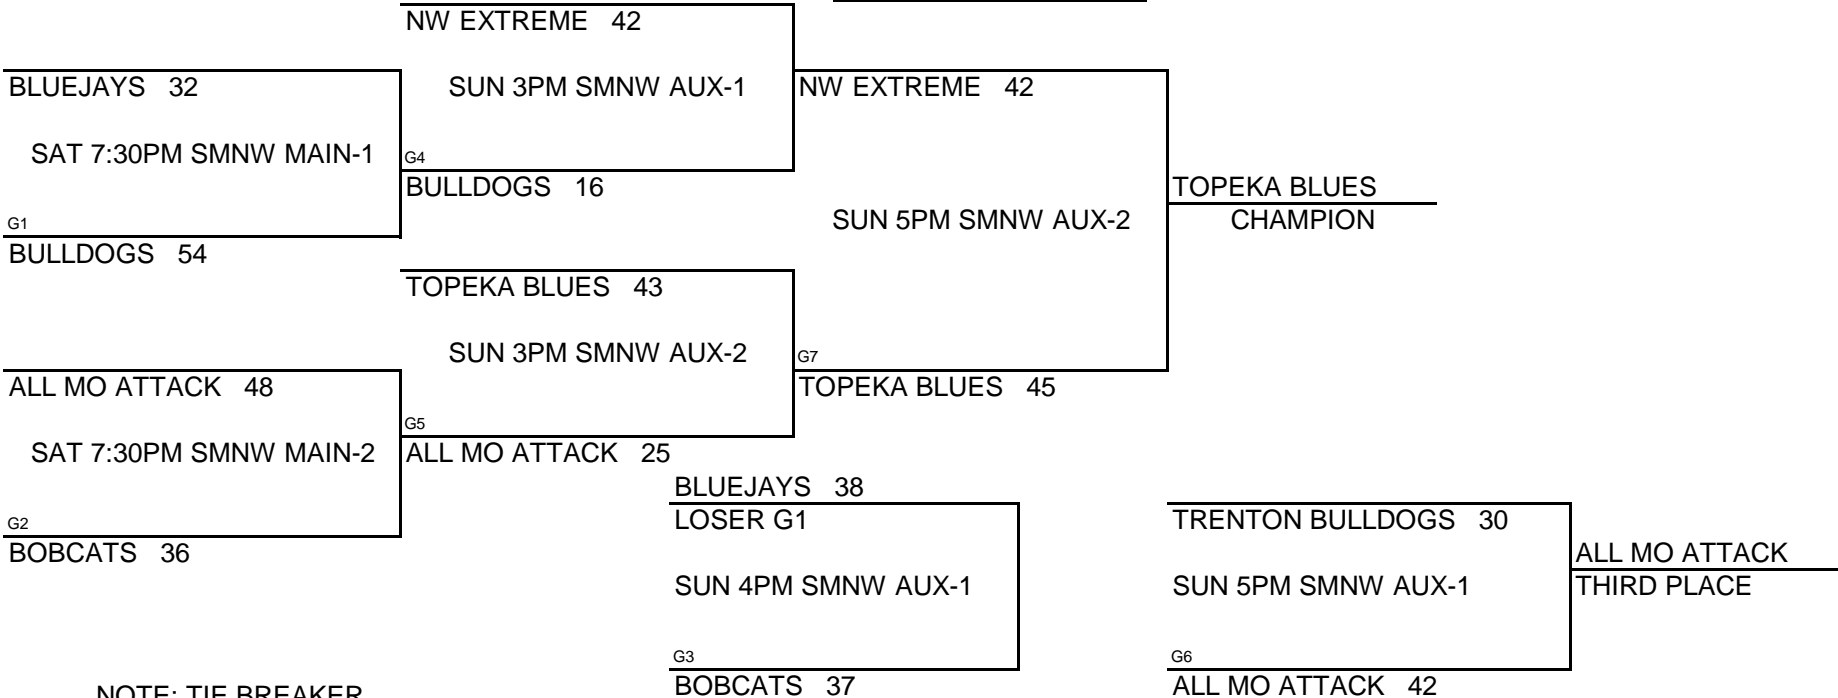 NW EXTREME 42
BLUEJAYS 32
SUN 3PM SMNW AUX-1
NW EXTREME 42
SAT 7:30PM SMNW MAIN-1
G4
BULLDOGS 16
TOPEKA BLUES
G1
SUN 5PM SMNW AUX-2
CHAMPION
BULLDOGS 54
TOPEKA BLUES 43
SUN 3PM SMNW AUX-2
G7
ALL MO ATTACK 48
TOPEKA BLUES 45
G5
SAT 7:30PM SMNW MAIN-2
ALL MO ATTACK 25
BLUEJAYS 38
G2
LOSER G1
TRENTON BULLDOGS 30
BOBCATS 36
ALL MO ATTACK
SUN 4PM SMNW AUX-1
SUN 5PM SMNW AUX-1
THIRD PLACE
G3
G6
NOTE: TIE BREAKER
BOBCATS 37
ALL MO ATTACK 42